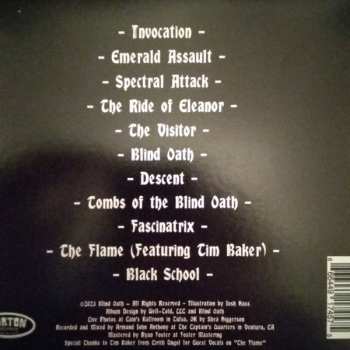 - Invocation -
- Emerald Assault -
- Spectral Attack -
- The Ride of Eleanor -
- The Visitor -
- Blind Oath -
- Descent -
- Tombs of the Blind Oath -
- Fascinatrix -
- The Flame (Featuring Tim Baker) -
- Black School -
©2023 Blind Oath - All Rights Reserved - Illustration by Josh
Album Design by LLC and Blind Oath
Live Photos at Cain's Ballroom in Tulsa, OK by Shea
Recorded and Mixed by Armand John Anthony at The Captain's Quarters in Ventura, CA
Mastered by Ryan Foster at Foster Mastering
Special Thanks to Tim Baker from Cirith Ungol for Guest Vocals on "The Flame"